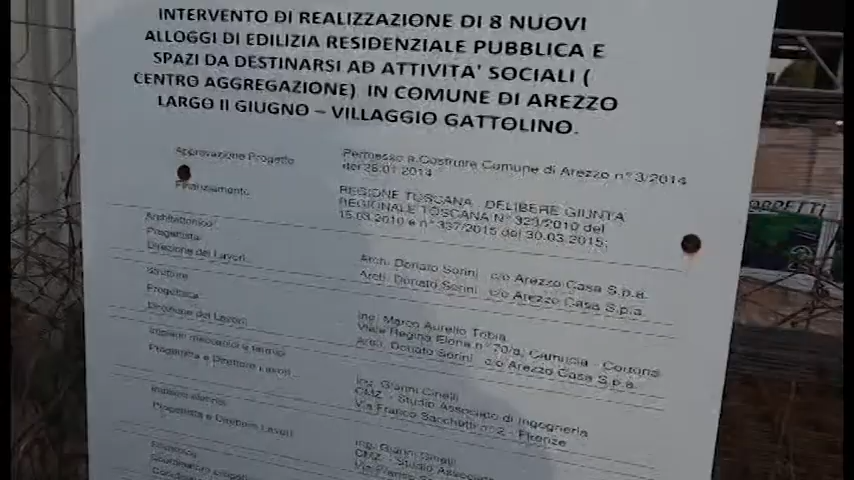 INTERVENTO DI REALIZZAZIONE DI 8 NUOVI
ALLOGGI DI EDILIZIA RESIDENZIALE PUBBLICA E
SPAZI DA DESTINARSI AD ATTIVITA' SOCIALI (
CENTRO AGGREGAZIONE) IN COMUNE DI AREZZO
LARGO II GIUGNO – VILLAGGIO GATTOLINO.
Approvazione Progetto
Permesso a Costruire Comune di Arezzo n° 3/2014
del 28.01.2014
Finanziamento
REGIONE TOSCANA DELIBERE GIUNTA
REGIONALE TOSCANA N° 323/2010 del
15.03.2010 e n° 337/2015 del 30.03.2015;
Architettonico
Progettista
Arch. Donato Sorini c/o Arezzo Casa S.p.a.
Direzione dei Lavori
Arch. Donato Sorini c/o Arezzo Casa S.p.a.
Strutture
Progettista
Ing. Marco Aurelio Tobia
Viale Regina Elena n° 70/a, Camucia - Cortona
Direzione dei Lavori
Arch. Donato Sorini c/o Arezzo Casa S.p.a.
Impianti meccanici e termici
Progettista e Direttore Lavori
Ing. Gianni Cinelli
CMZ - Studio Associato di Ingegneria
Via Franco Sacchetti n° 2 - Firenze
Impianti elettrici
Progettista e Direttore Lavori
Ing. Gianni Cinelli
CMZ - Studio Associato
Via Franco
Sicurezza
Coordinatore